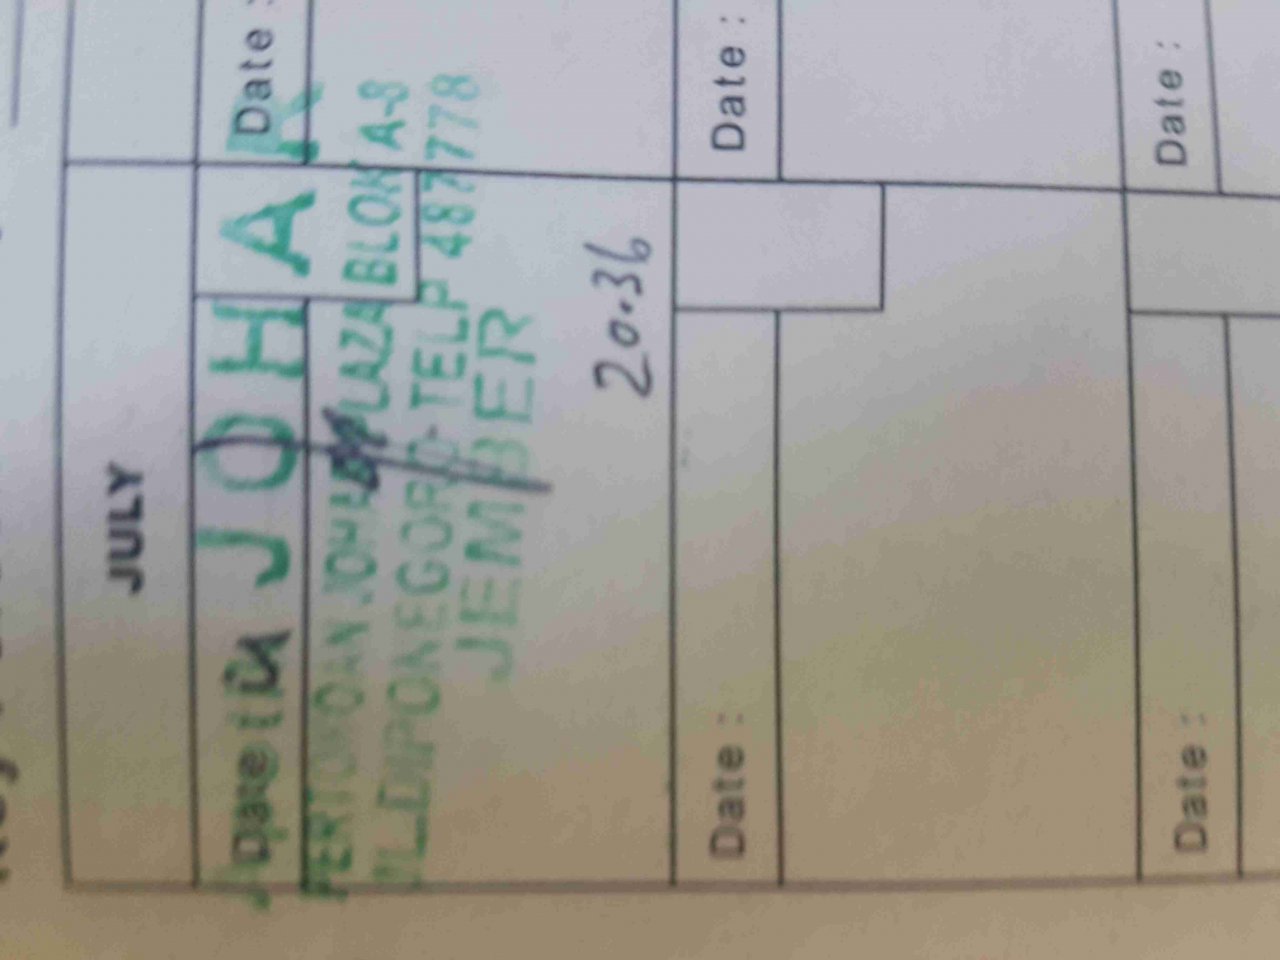 JULY
Date : Date :
JOHAR
PERTOKOAN JOHAR PLAZA BLOK A-8
JL. DIPONEGORO TELP 487778
JEMBER
20.36
Date : Date :
Date : Date :